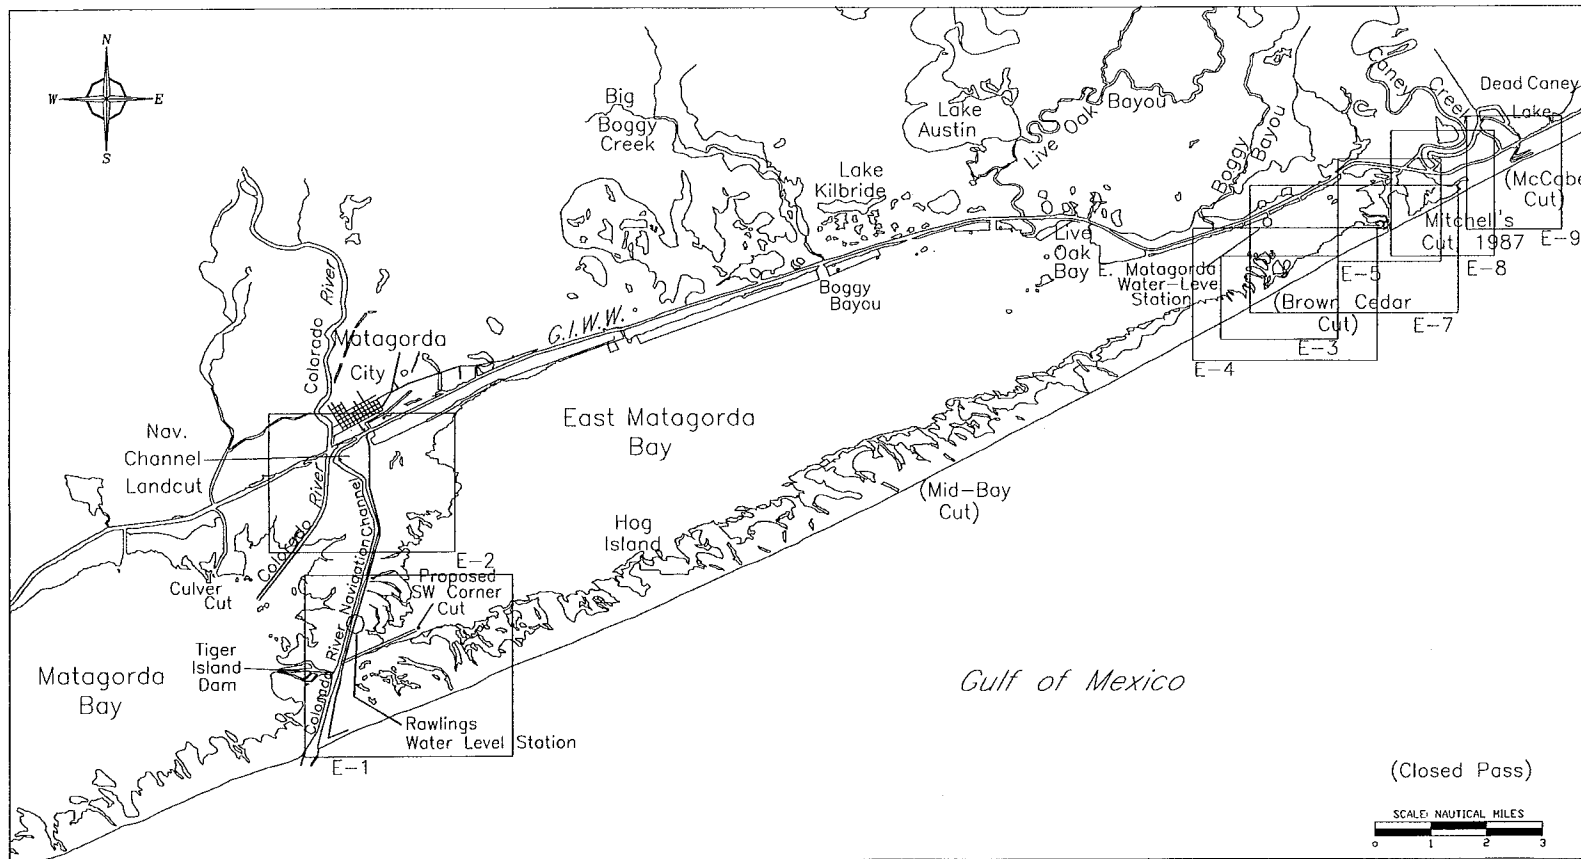 N
W
E
S
Big
Boggy
Creek
Lake
Austin
Live Oak Bayou
Boggy
Bayou
Caney
Creek
Dead Caney
Lake
Lake
Kilbride
(McCabe
Cut)
Mitchell's
Cut 1987
E-9
E-8
E-5
Live
Oak
Bay
E. Matagorda
Water-Level
Station
Boggy
Bayou
(Brown Cedar
Cut)
E-7
E-3
E-4
Colorado River
G.I.W.W.
Matagorda
City
Nav.
Channel
Landcut
East Matagorda
Bay
(Mid-Bay
Cut)
Hog
Island
Colorado River
E-2
Culver
Cut
Proposed
SW Corner
Cut
Colorado River Navigation Channel
Tiger
Island
Dam
Matagorda
Bay
Rawlings
Water Level Station
E-1
Gulf of Mexico
(Closed Pass)
SCALE: NAUTICAL MILES
0 1 2 3